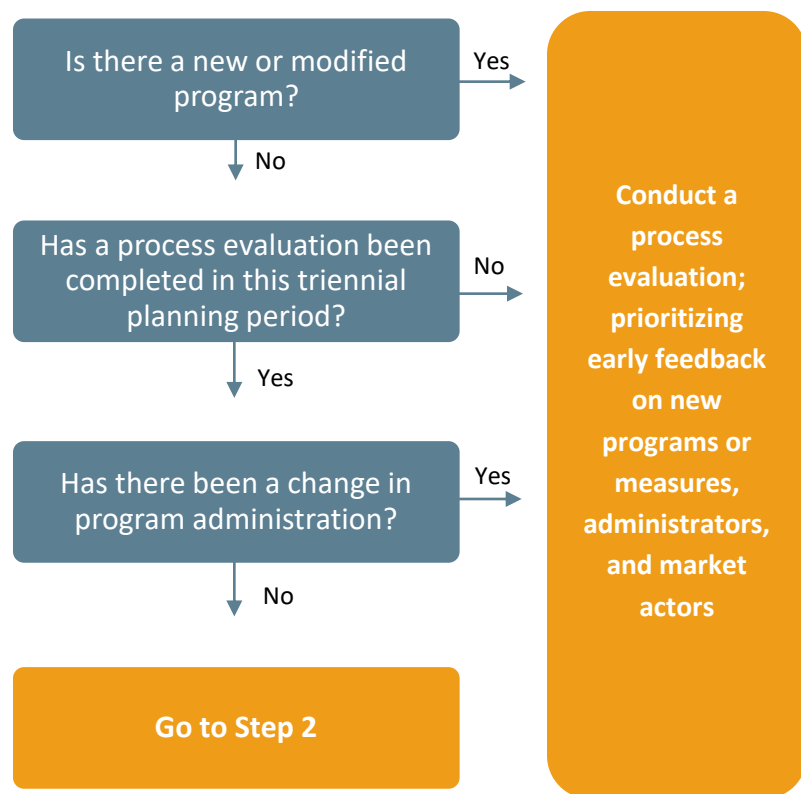 Is there a new or modified
program?
Yes
No
Has a process evaluation been
completed in this triennial
planning period?
No
Yes
Has there been a change in
program administration?
Yes
No
Go to Step 2
Conduct a
process
evaluation;
prioritizing
early feedback
on new
programs or
measures,
administrators,
and market
actors